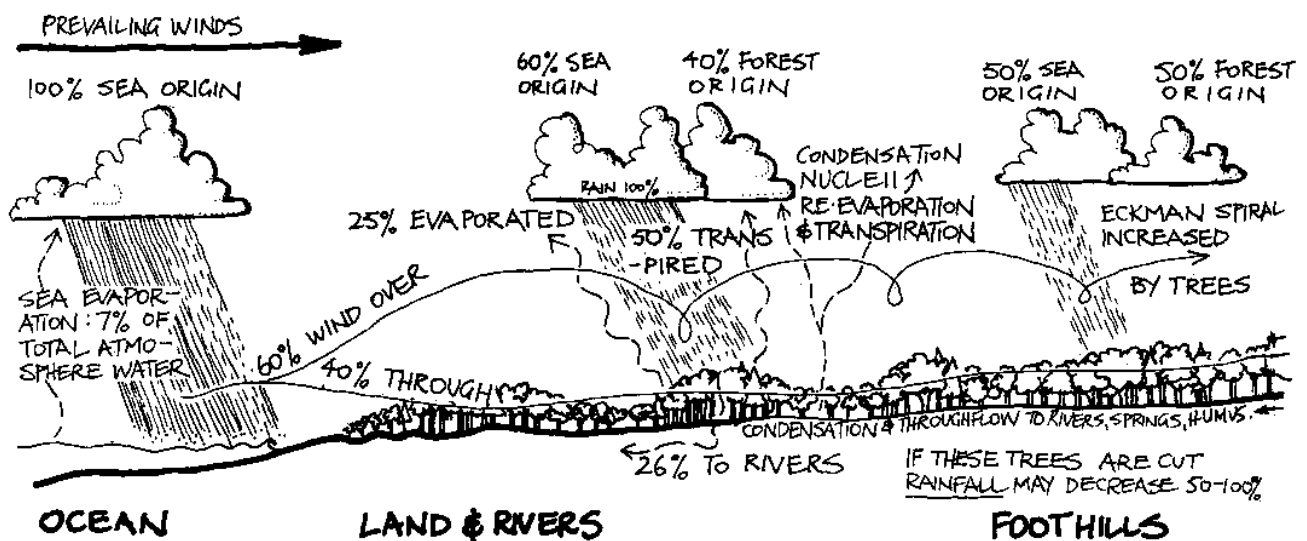 PREVAILING WINDS
100% SEA ORIGIN
60% SEA
ORIGIN
40% FOREST
ORIGIN
50% SEA
ORIGIN
50% FOREST
ORIGIN
RAIN 100%
CONDENSATION
NUCLEII
RE-EVAPORATION
& TRANSPIRATION
25% EVAPORATED
50% TRANS
-PIRED
ECKMAN SPIRAL
INCREASED
BY TREES
SEA EVAPOR-
ATION: 7% OF
TOTAL ATMO-
SPHERE WATER
60% WIND OVER
40% THROUGH
CONDENSATION & THROUGHFLOW TO RIVERS, SPRINGS, HUMUS.
26% TO RIVERS
IF THESE TREES ARE CUT
RAINFALL MAY DECREASE 50-100%
OCEAN
LAND & RIVERS
FOOTHILLS